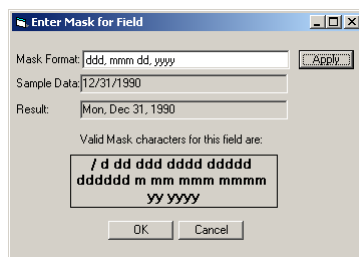 Enter Mask for Field
Mask Format: ddd, mmm dd, yyyy Apply
Sample Data: 12/31/1990
Result: Mon, Dec 31, 1990
Valid Mask characters for this field are:
/ d dd ddd dddd ddddd
dddddd m mm mmm mmmm
yy yyyy
OK Cancel